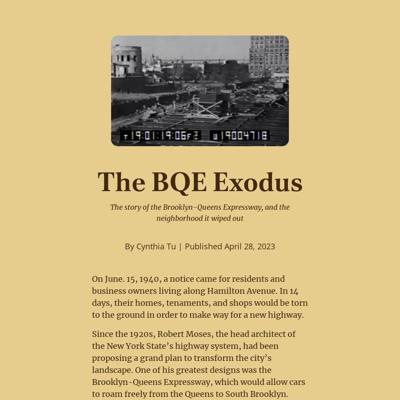 T 19:01:19:06F2 U 19004718
The BQE Exodus
The story of the Brooklyn-Queens Expressway, and the
neighborhood it wiped out
By Cynthia Tu | Published April 28, 2023
On June. 15, 1940, a notice came for residents and
business owners living along Hamilton Avenue. In 14
days, their homes, tenaments, and shops would be torn
to the ground in order to make way for a new highway.
Since the 1920s, Robert Moses, the head architect of
the New York State's highway system, had been
proposing a grand plan to transform the city's
landscape. One of his greatest designs was the
Brooklyn-Queens Expressway, which would allow cars
to roam freely from the Queens to South Brooklyn.